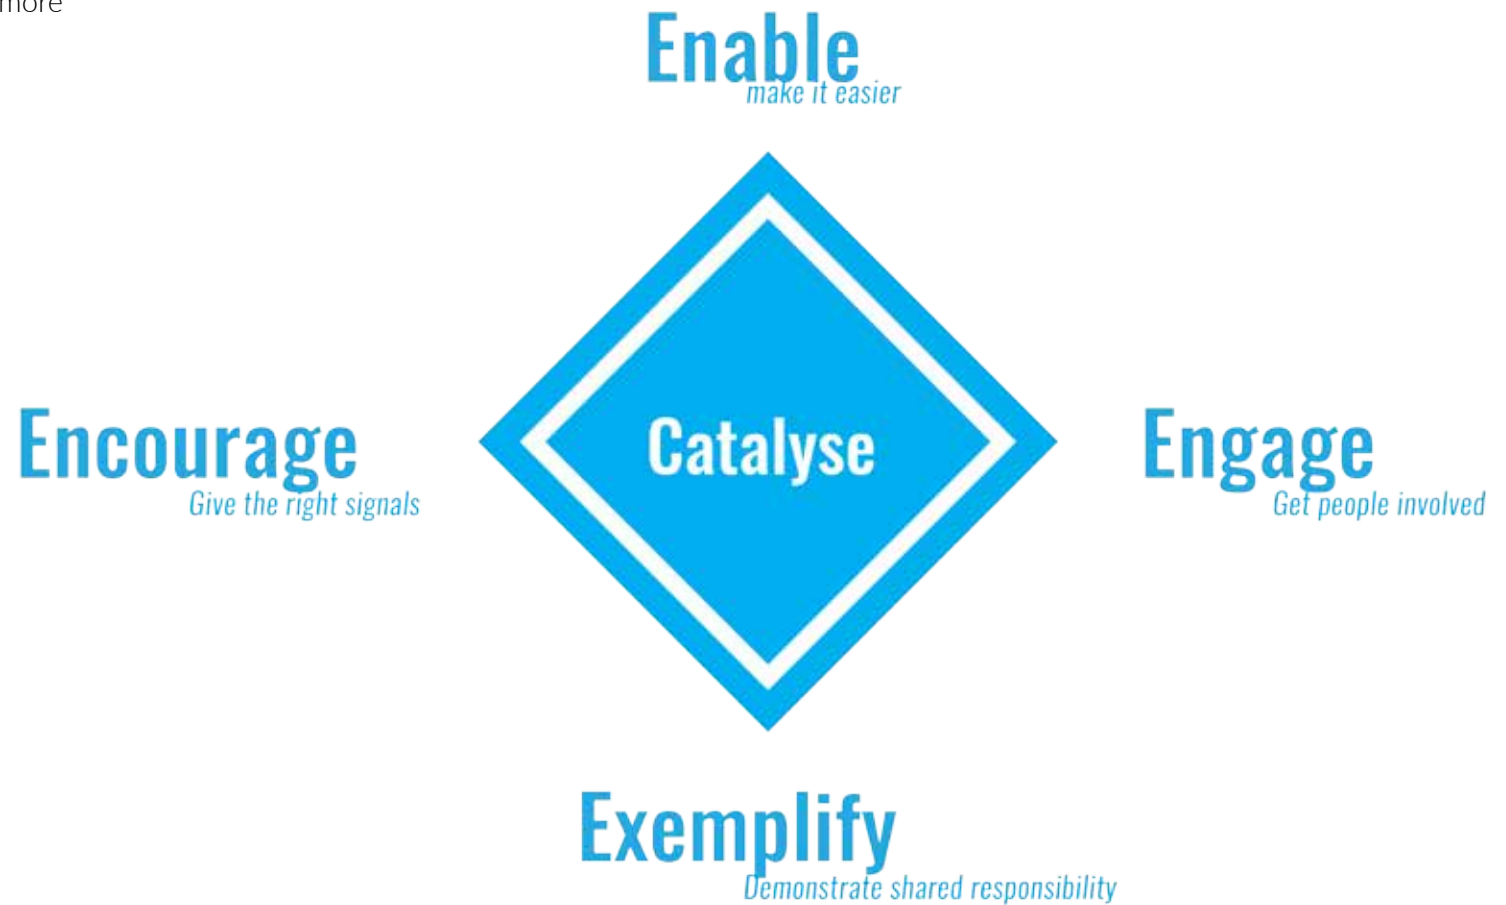 more
Enable
make it easier
Encourage
Give the right signals
Catalyse
Engage
Get people involved
Exemplify
Demonstrate shared responsibility